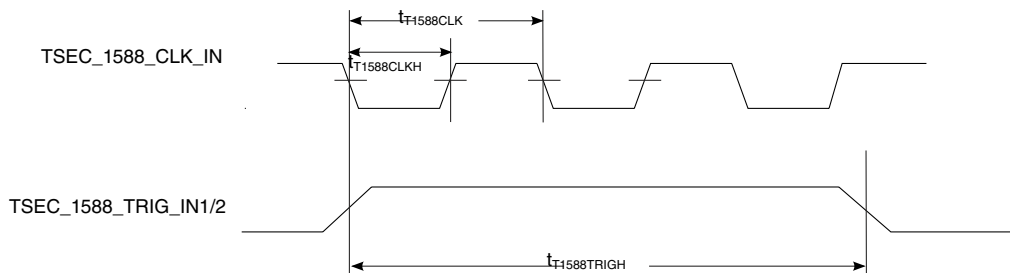 tT1588CLK
TSEC_1588_CLK_IN
tT1588CLKH
TSEC_1588_TRIG_IN1/2
tT1588TRIGH